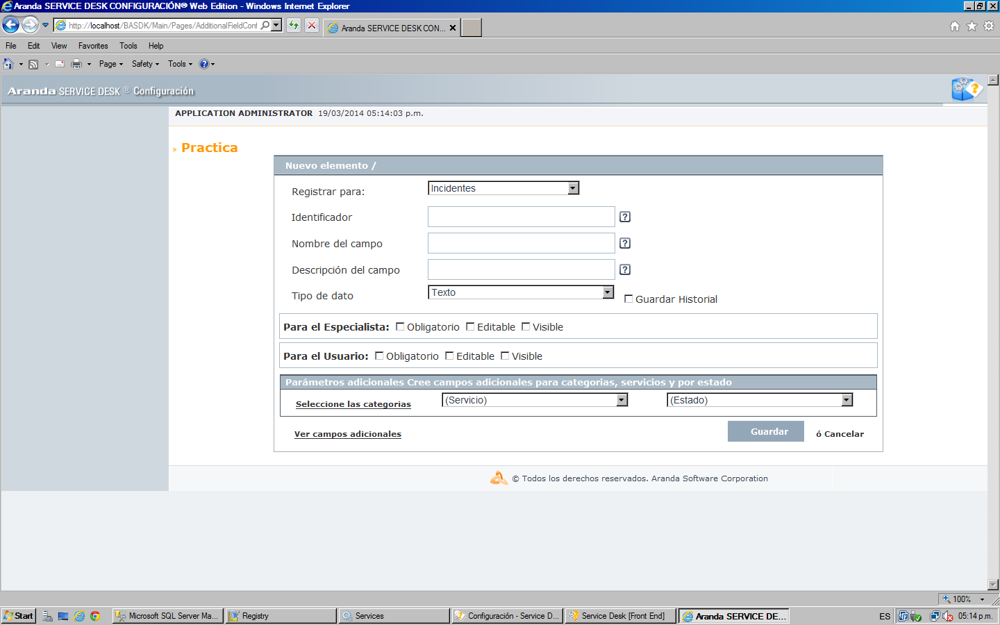 Aranda SERVICE DESK CONFIGURACIÓN® Web Edition - Windows Internet Explorer
http://localhost/BASDK/Main/Pages/AdditionalFieldConf
Aranda SERVICE DESK CON...
File Edit View Favorites Tools Help
Page Safety Tools
Aranda SERVICE DESK ® Configuración
APPLICATION ADMINISTRATOR 19/03/2014 05:14:03 p.m.
» Practica
Nuevo elemento /
Registrar para: Incidentes
Identificador ?
Nombre del campo ?
Descripción del campo ?
Tipo de dato Texto Guardar Historial
Para el Especialista: Obligatorio Editable Visible
Para el Usuario: Obligatorio Editable Visible
Parámetros adicionales Cree campos adicionales para categorias, servicios y por estado
Seleccione las categorias (Servicio) (Estado)
Ver campos adicionales Guardar ó Cancelar
© Todos los derechos reservados. Aranda Software Corporation
100%
Start Microsoft SQL Server Ma... Registry Services Configuración - Service D... Service Desk [Front End] Aranda SERVICE DE... ES 05:14 p.m.